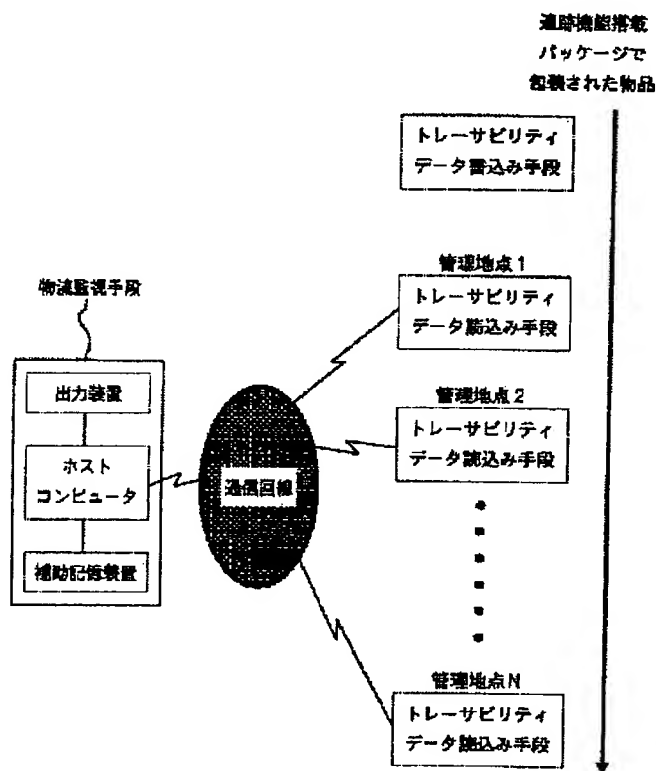 追跡機能搭載
パッケージで
包装された物品
トレーサビリティ
データ書込み手段
管理地点1
トレーサビリティ
データ読込み手段
物流監視手段
出力装置
ホスト
コンピュータ
補助記憶装置
通信回線
管理地点2
トレーサビリティ
データ読込み手段
管理地点N
トレーサビリティ
データ読込み手段